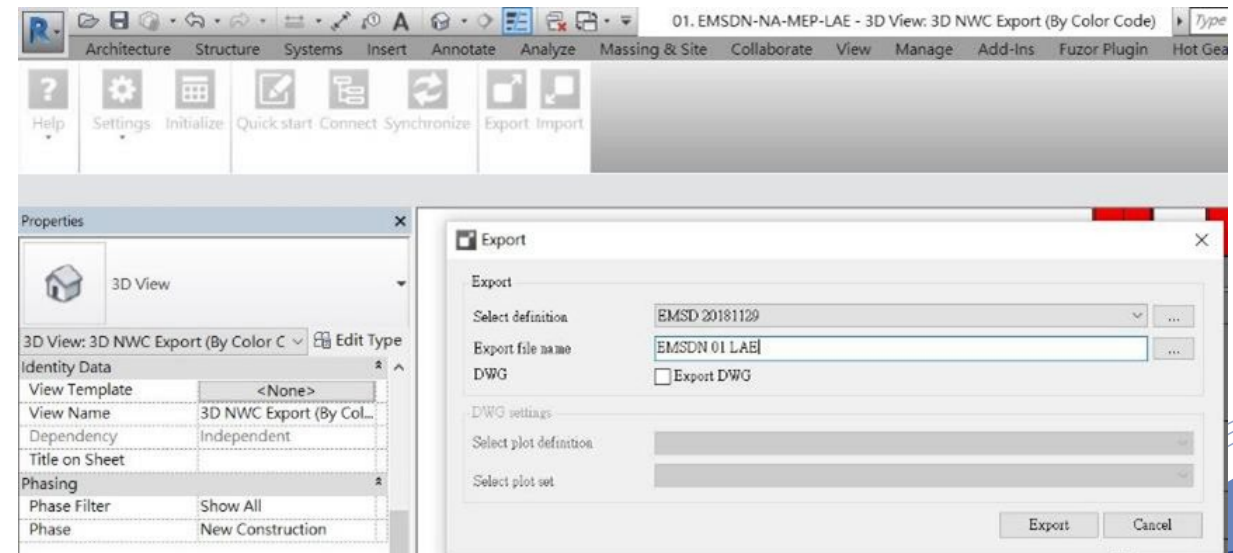 R
A
01. EMSDN-NA-MEP-LAE - 3D View: 3D NWC Export (By Color Code)
Type
Architecture Structure Systems Insert Annotate Analyze Massing & Site Collaborate View Manage Add-Ins Fuzor Plugin Hot Gea
Help Settings Initialize Quick start Connect Synchronize Export Import
Properties
3D View
3D View: 3D NWC Export (By Color C Edit Type
Identity Data
View Template <None>
View Name 3D NWC Export (By Col...
Dependency Independent
Title on Sheet
Phasing
Phase Filter Show All
Phase New Construction
Export
Export
Select definition EMSD 20181129 ...
Export file name EMSDN 01 LAE ...
DWG Export DWG
DWG settings
Select plot definition
Select plot set
Export Cancel